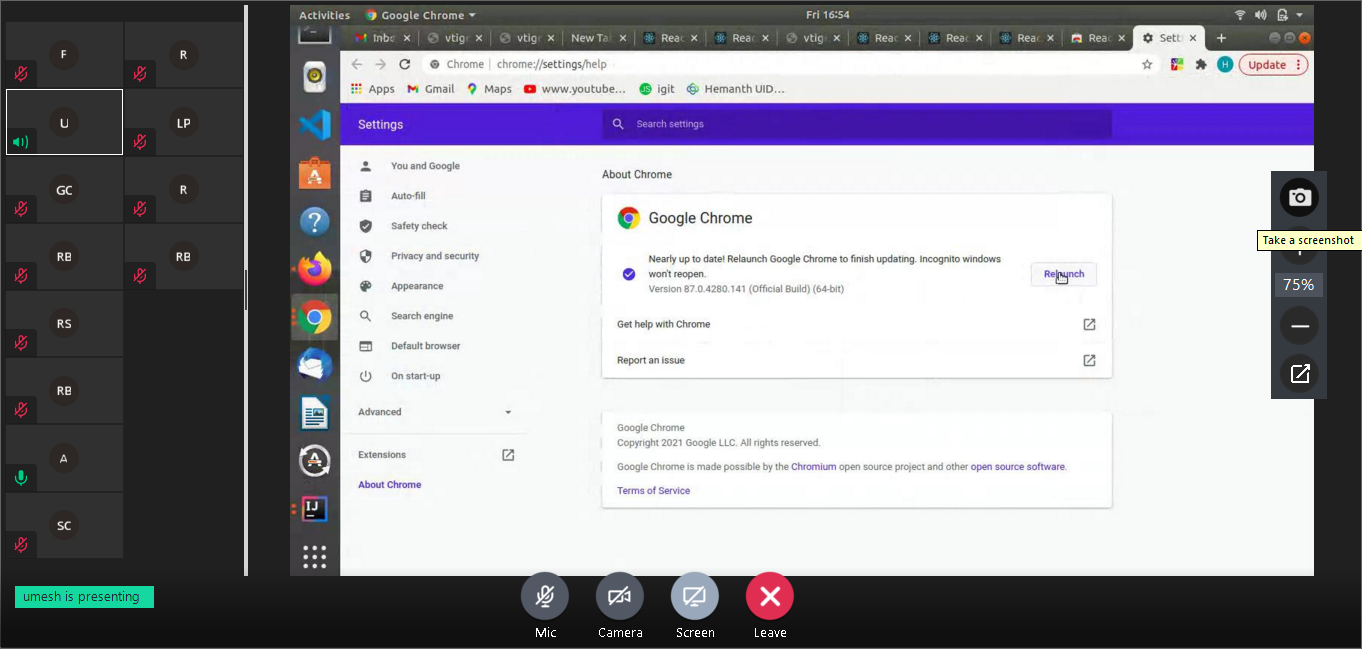 F
R
U
LP
GC
R
RB
RB
RS
RB
A
SC
umesh is presenting
Activities
Google Chrome
Fri 16:54
Inbc
vtigr
vtigr
New Tal
Reac
Reac
vtigr
Reac
Reac
Reac
Reac
Sett
Chrome | chrome://settings/help
H
Update
Apps
Gmail
Maps
www.youtube...
JS
igit
Hemanth UID...
Settings
Search settings
You and Google
Auto-fill
Safety check
Privacy and security
Appearance
Search engine
Default browser
On start-up
Advanced
Extensions
About Chrome
IJ
About Chrome
Google Chrome
Nearly up to date! Relaunch Google Chrome to finish updating. Incognito windows
won't reopen.
Version 87.0.4280.141 (Official Build) (64-bit)
Relaunch
Get help with Chrome
Report an issue
Google Chrome
Copyright 2021 Google LLC. All rights reserved.
Google Chrome is made possible by the Chromium open source project and other open source software.
Terms of Service
Take a screenshot
75%
Mic
Camera
Screen
Leave